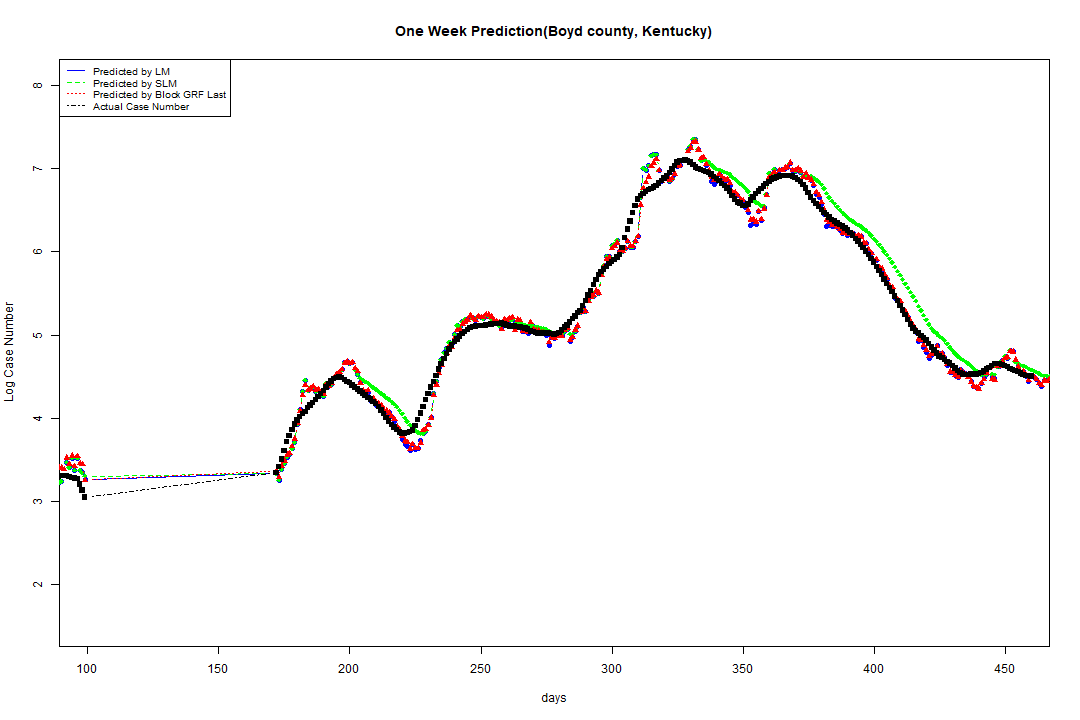 One Week Prediction(Boyd county, Kentucky)
Predicted by LM
Predicted by SLM
Predicted by Block GRF Last
Actual Case Number
8
7
6
5
4
3
2
Log Case Number
100 150 200 250 300 350 400 450
days